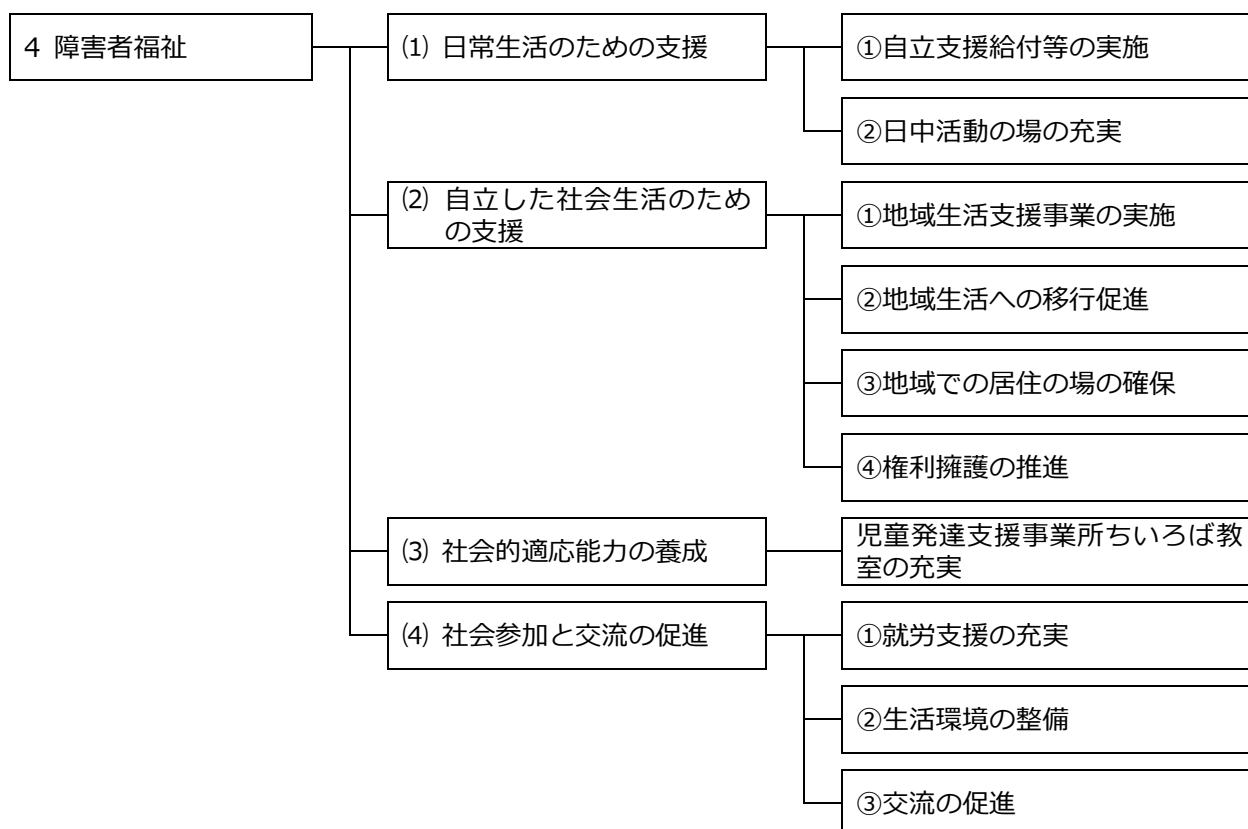 4 障害者福祉
⑴ 日常生活のための支援
①自立支援給付等の実施
②日中活動の場の充実
⑵ 自立した社会生活のため
の支援
①地域生活支援事業の実施
②地域生活への移行促進
③地域での居住の場の確保
④権利擁護の推進
⑶ 社会的適応能力の養成
児童発達支援事業所ちいろば教
室の充実
⑷ 社会参加と交流の促進
①就労支援の充実
②生活環境の整備
③交流の促進